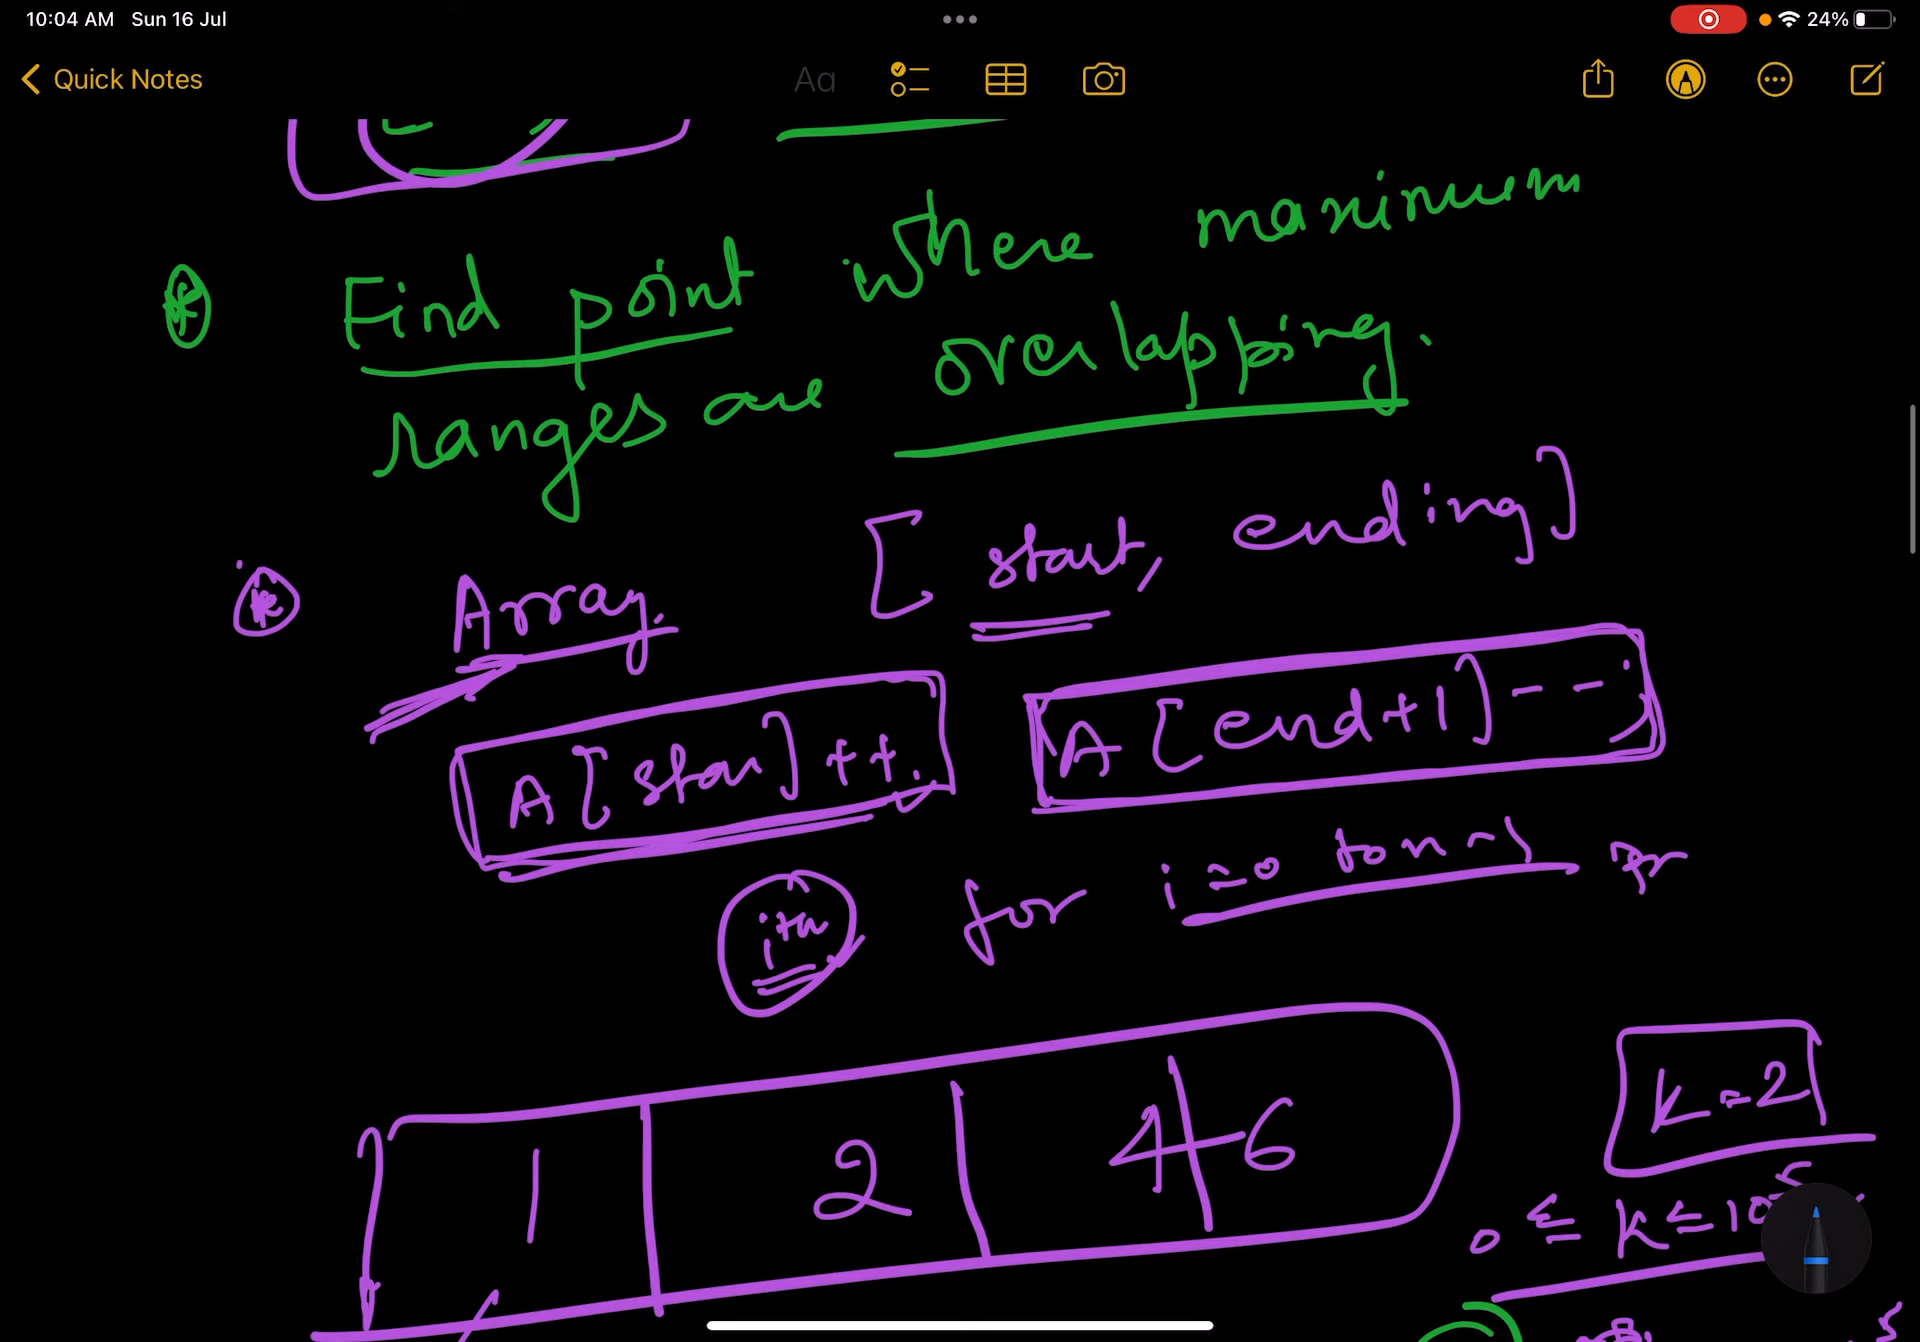 10:04 AM Sun 16 Jul
24%
Quick Notes
Aa
Find point where maximum
ranges are overlapping.
Array. [start, ending]
A[star]++; A[end+1]--;
ith for i=0 to n-1
1 2 4 6
k=2
0 ≤ k ≤ 10